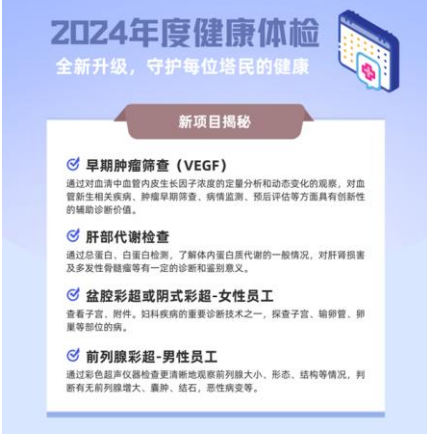 2024年度健康体检
全新升级，守护每位塔民的健康
新项目揭秘
早期肿瘤筛查（VEGF）
通过对血清中血管内皮生长因子浓度的定量分析和动态变化的观察，对血
管新生相关疾病、肿瘤早期筛查、病情监测、预后评估等方面具有创新性
的辅助诊断价值。
肝部代谢检查
通过总蛋白、白蛋白检测，了解体内蛋白质代谢的一般情况，对肝肾损害
及多发性骨髓瘤等有一定的诊断和鉴别意义。
盆腔彩超或阴式彩超-女性员工
查看子宫、附件。妇科疾病的重要诊断技术之一，探查子宫、输卵管、卵
巢等部位的病。
前列腺彩超-男性员工
通过彩色超声仪器检查更清晰地观察前列腺大小、形态、结构等情况，判
断有无前列腺增大、囊肿、结石，恶性病变等。